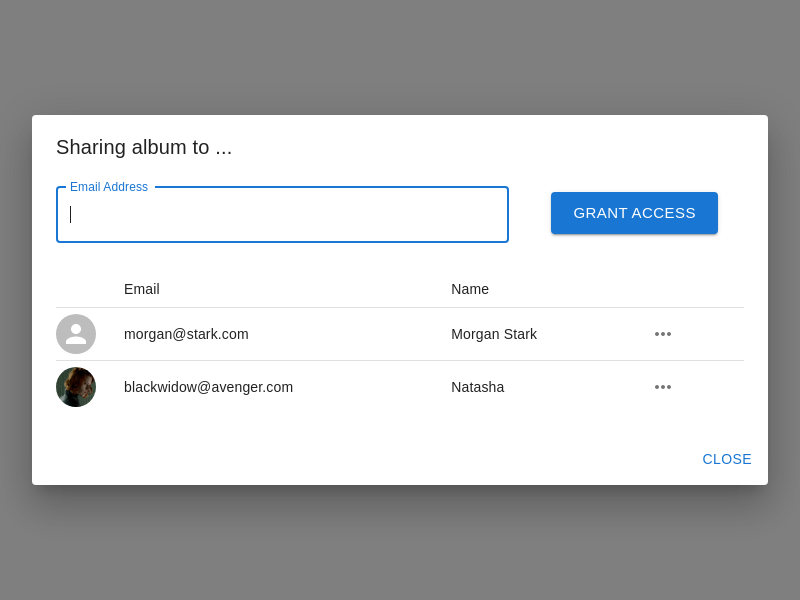 Sharing album to ...
Email Address
GRANT ACCESS
Email Name
morgan@stark.com Morgan Stark
blackwidow@avenger.com Natasha
CLOSE